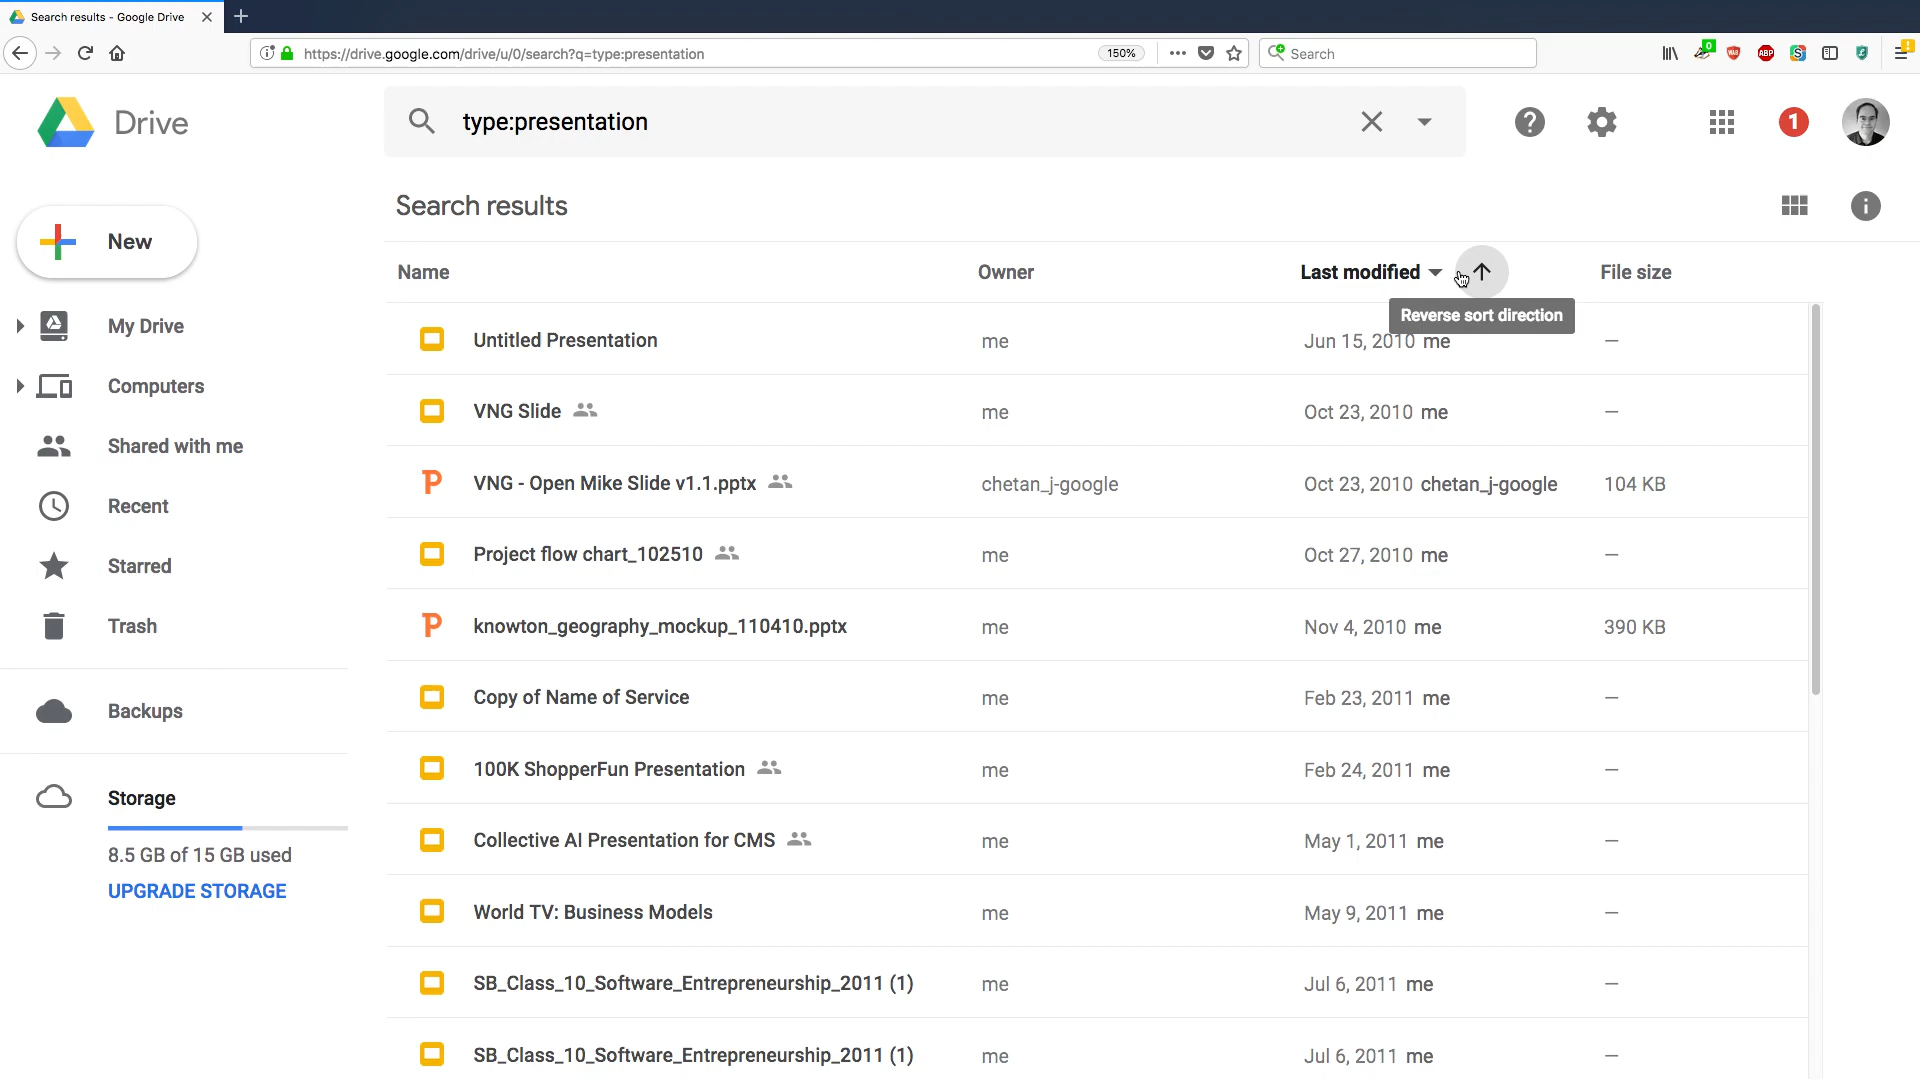 Search results - Google Drive
https://drive.google.com/drive/u/0/search?q=type:presentation
150%
Search
0
ABP
S
Drive
type:presentation
1
New
Search results
Name Owner Last modified File size
Reverse sort direction
My Drive
Computers
Shared with me
Recent
Starred
Trash
Backups
Storage
8.5 GB of 15 GB used
UPGRADE STORAGE
Untitled Presentation me Jun 15, 2010 me —
VNG Slide me Oct 23, 2010 me —
VNG - Open Mike Slide v1.1.pptx chetan_j-google Oct 23, 2010 chetan_j-google 104 KB
Project flow chart_102510 me Oct 27, 2010 me —
knowton_geography_mockup_110410.pptx me Nov 4, 2010 me 390 KB
Copy of Name of Service me Feb 23, 2011 me —
100K ShopperFun Presentation me Feb 24, 2011 me —
Collective AI Presentation for CMS me May 1, 2011 me —
World TV: Business Models me May 9, 2011 me —
SB_Class_10_Software_Entrepreneurship_2011 (1) me Jul 6, 2011 me —
SB_Class_10_Software_Entrepreneurship_2011 (1) me Jul 6, 2011 me —